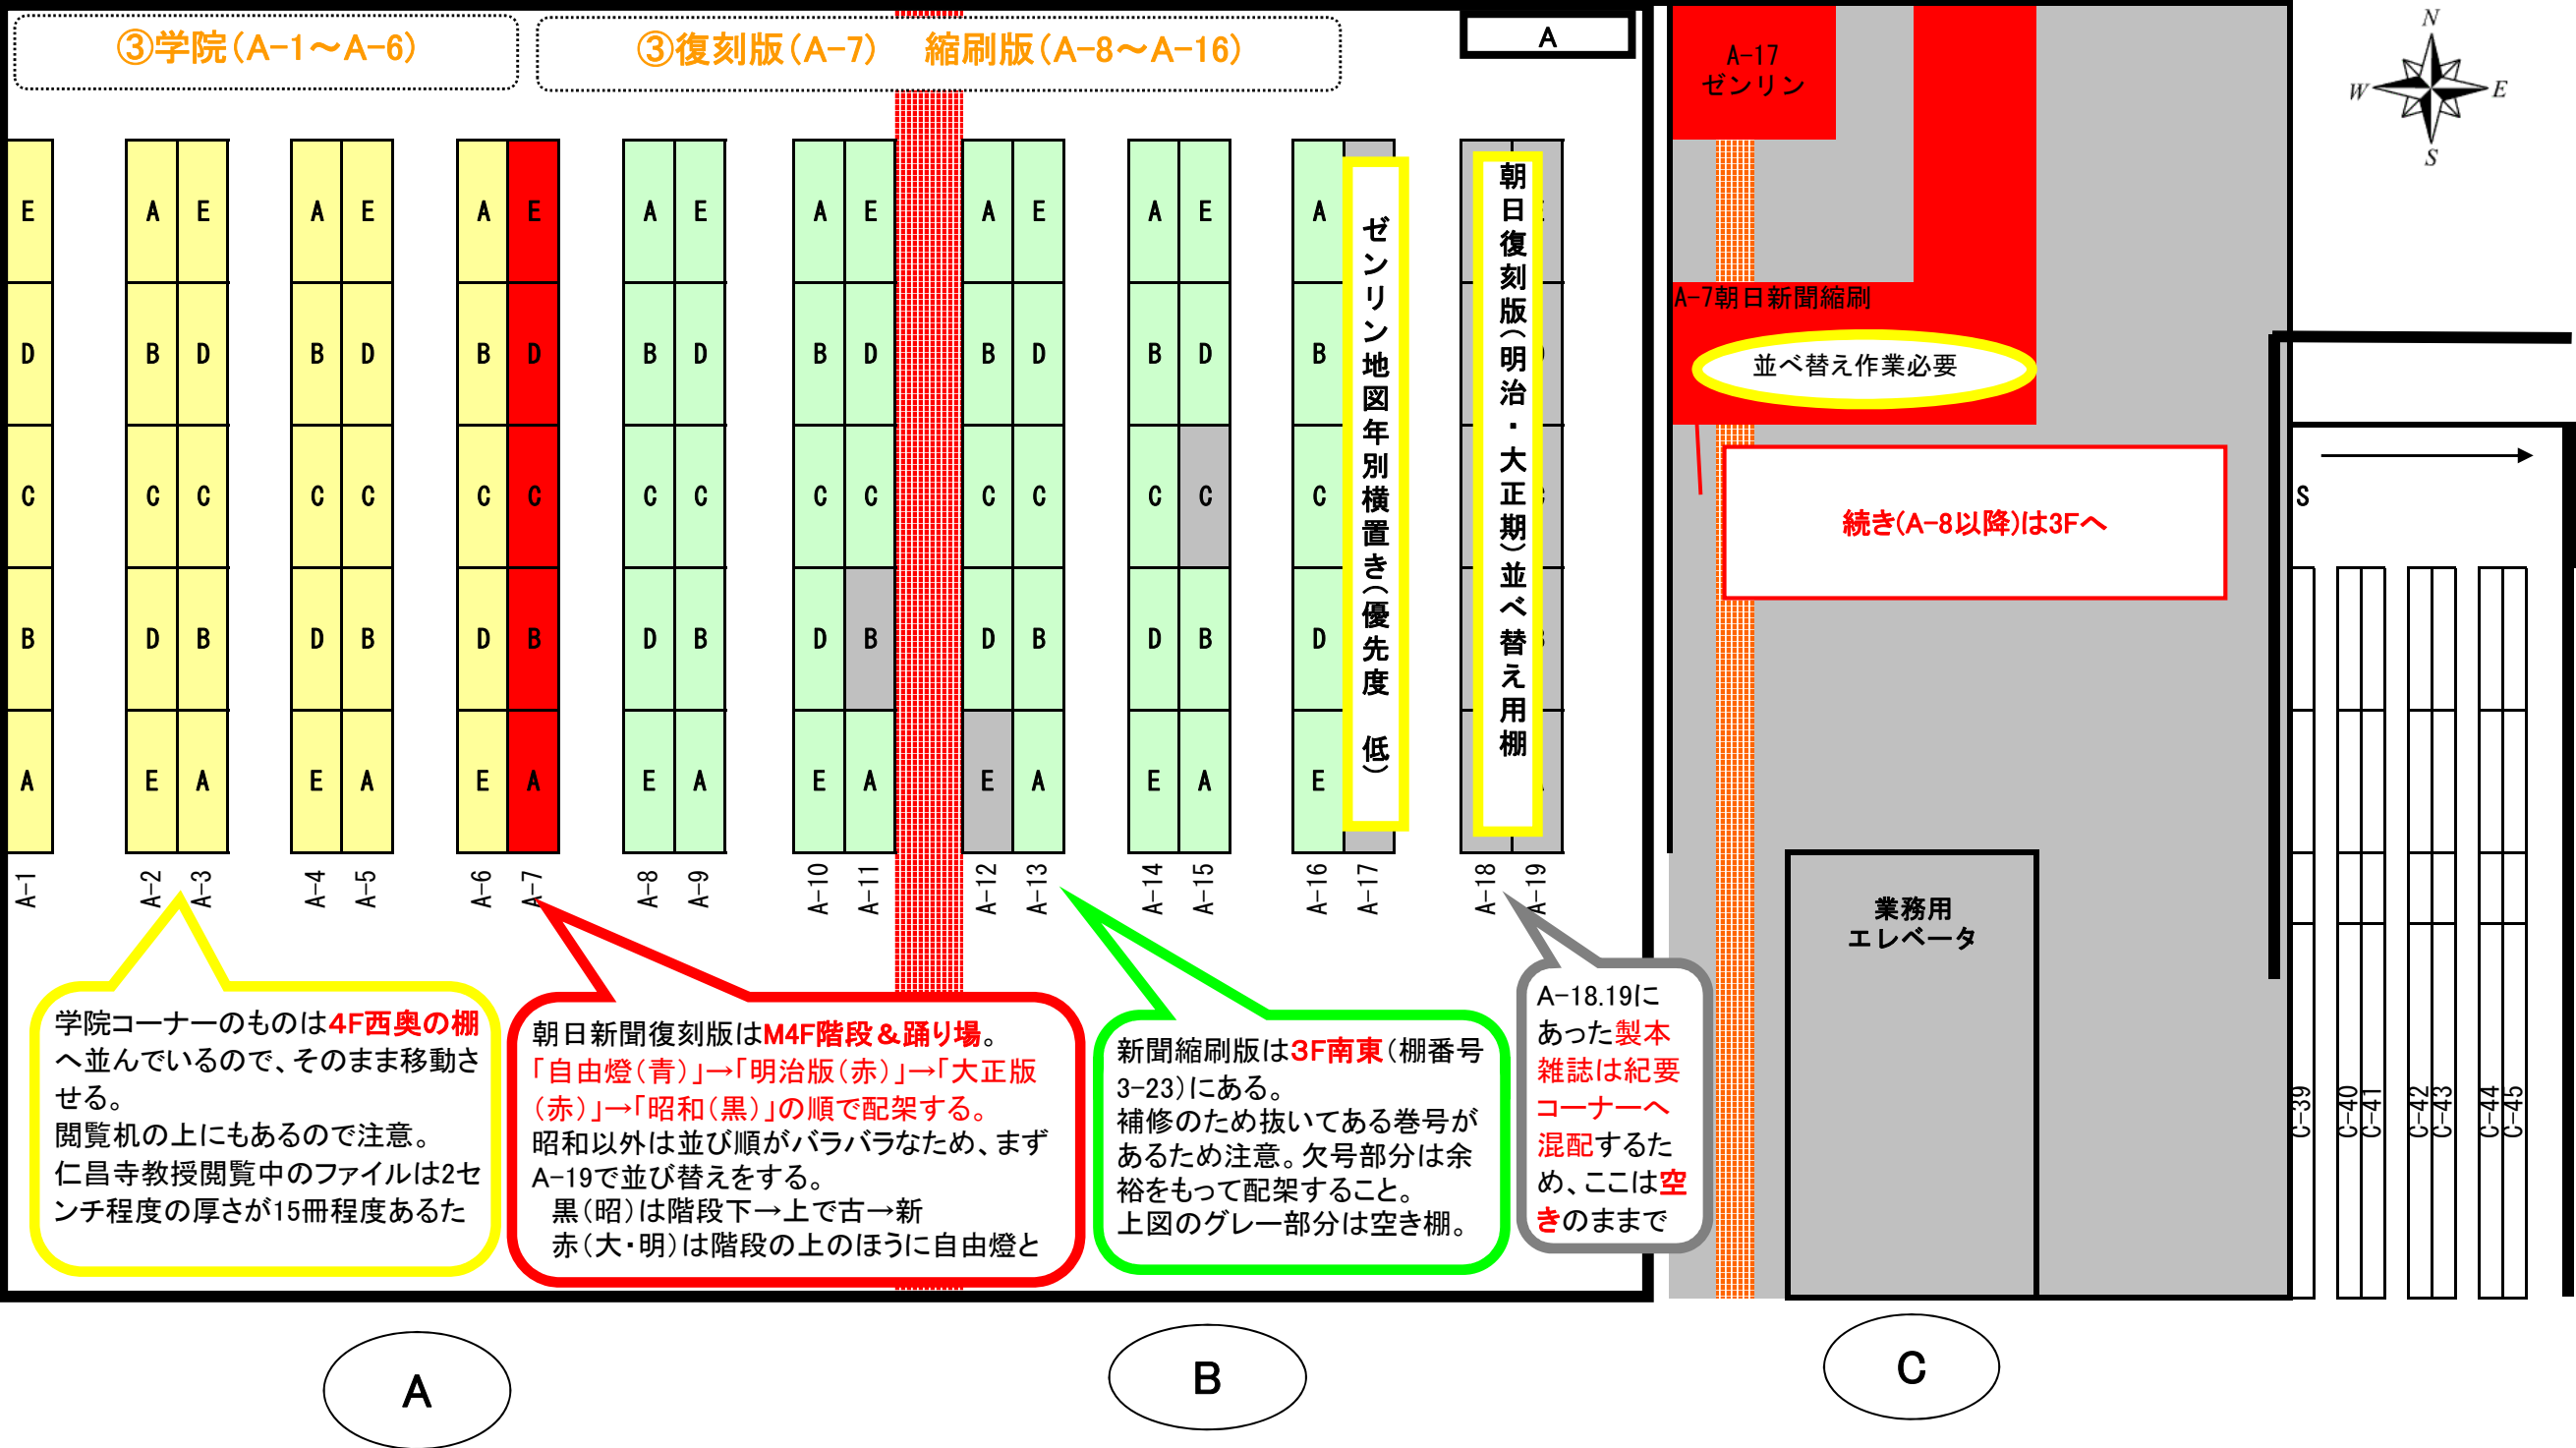 ③学院(A-1～A-6)
③復刻版(A-7)　縮刷版(A-8～A-16)
A
A-17
ゼンリン
N
W
E
S
E
A E
A E
A E
A E
A E
A E
A E
A
D
B D
B D
B D
B D
B D
B D
B D
B
C
C C
C C
C C
C C
C C
C C
C C
C
B
D B
D B
D B
D B
D B
D B
D B
D
A
E A
E A
E A
E A
E A
E A
E A
E
ゼンリン地図年別横置き(優先度　低)
朝日復刻版(明治・大正期)並べ替え用棚
A-7朝日新聞縮刷
並べ替え作業必要
続き(A-8以降)は3Fへ
S
業務用
エレベータ
A-1
A-2
A-3
A-4
A-5
A-6
A-7
A-8
A-9
A-10
A-11
A-12
A-13
A-14
A-15
A-16
A-17
A-18
A-19
C-39
C-40
C-41
C-42
C-43
C-44
C-45
学院コーナーのものは4F西奥の棚
へ並んでいるので、そのまま移動さ
せる。
閲覧机の上にもあるので注意。
仁昌寺教授閲覧中のファイルは2セ
ンチ程度の厚さが15冊程度あるた
朝日新聞復刻版はM4F階段＆踊り場。
「自由燈(青)」→「明治版(赤)」→「大正版
(赤)」→「昭和(黒)」の順で配架する。
昭和以外は並び順がバラバラなため、まず
A-19で並び替えをする。
黒(昭)は階段下→上で古→新
赤(大・明)は階段の上のほうに自由燈と
新聞縮刷版は3F南東(棚番号
3-23)にある。
補修のため抜いてある巻号が
あるため注意。欠号部分は余
裕をもって配架すること。
上図のグレー部分は空き棚。
A-18.19に
あった製本
雑誌は紀要
コーナーへ
混配するた
め、ここは空
きのままで
A
B
C